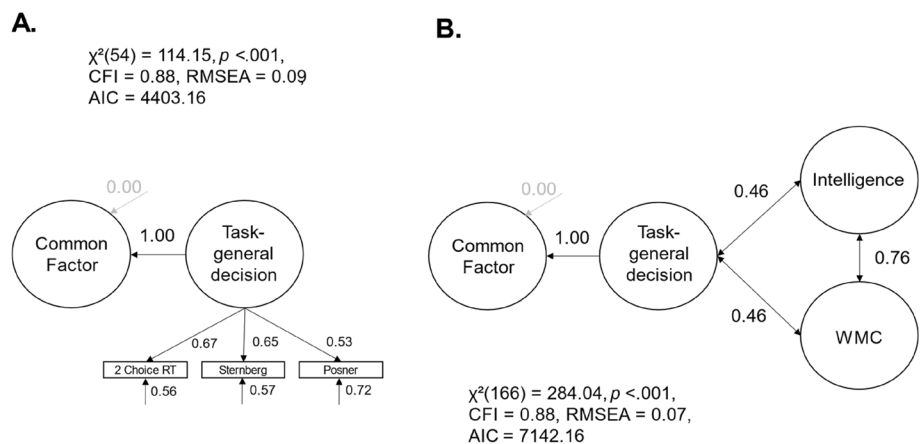 A.
χ²(54) = 114.15, p <.001,
CFI = 0.88, RMSEA = 0.09,
AIC = 4403.16
0.00
Common
Factor
1.00
Task-
general
decision
0.67
0.65
0.53
2 Choice RT
Sternberg
Posner
0.56
0.57
0.72
B.
0.00
Common
Factor
1.00
Task-
general
decision
0.46
0.46
Intelligence
0.76
WMC
χ²(166) = 284.04, p <.001,
CFI = 0.88, RMSEA = 0.07,
AIC = 7142.16